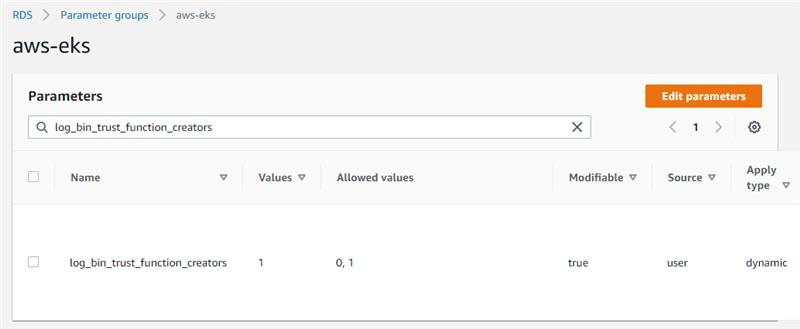 RDS > Parameter groups > aws-eks
aws-eks
Parameters
Edit parameters
log_bin_trust_function_creators
1
Name Values Allowed values Modifiable Source Apply type
log_bin_trust_function_creators 1 0, 1 true user dynamic